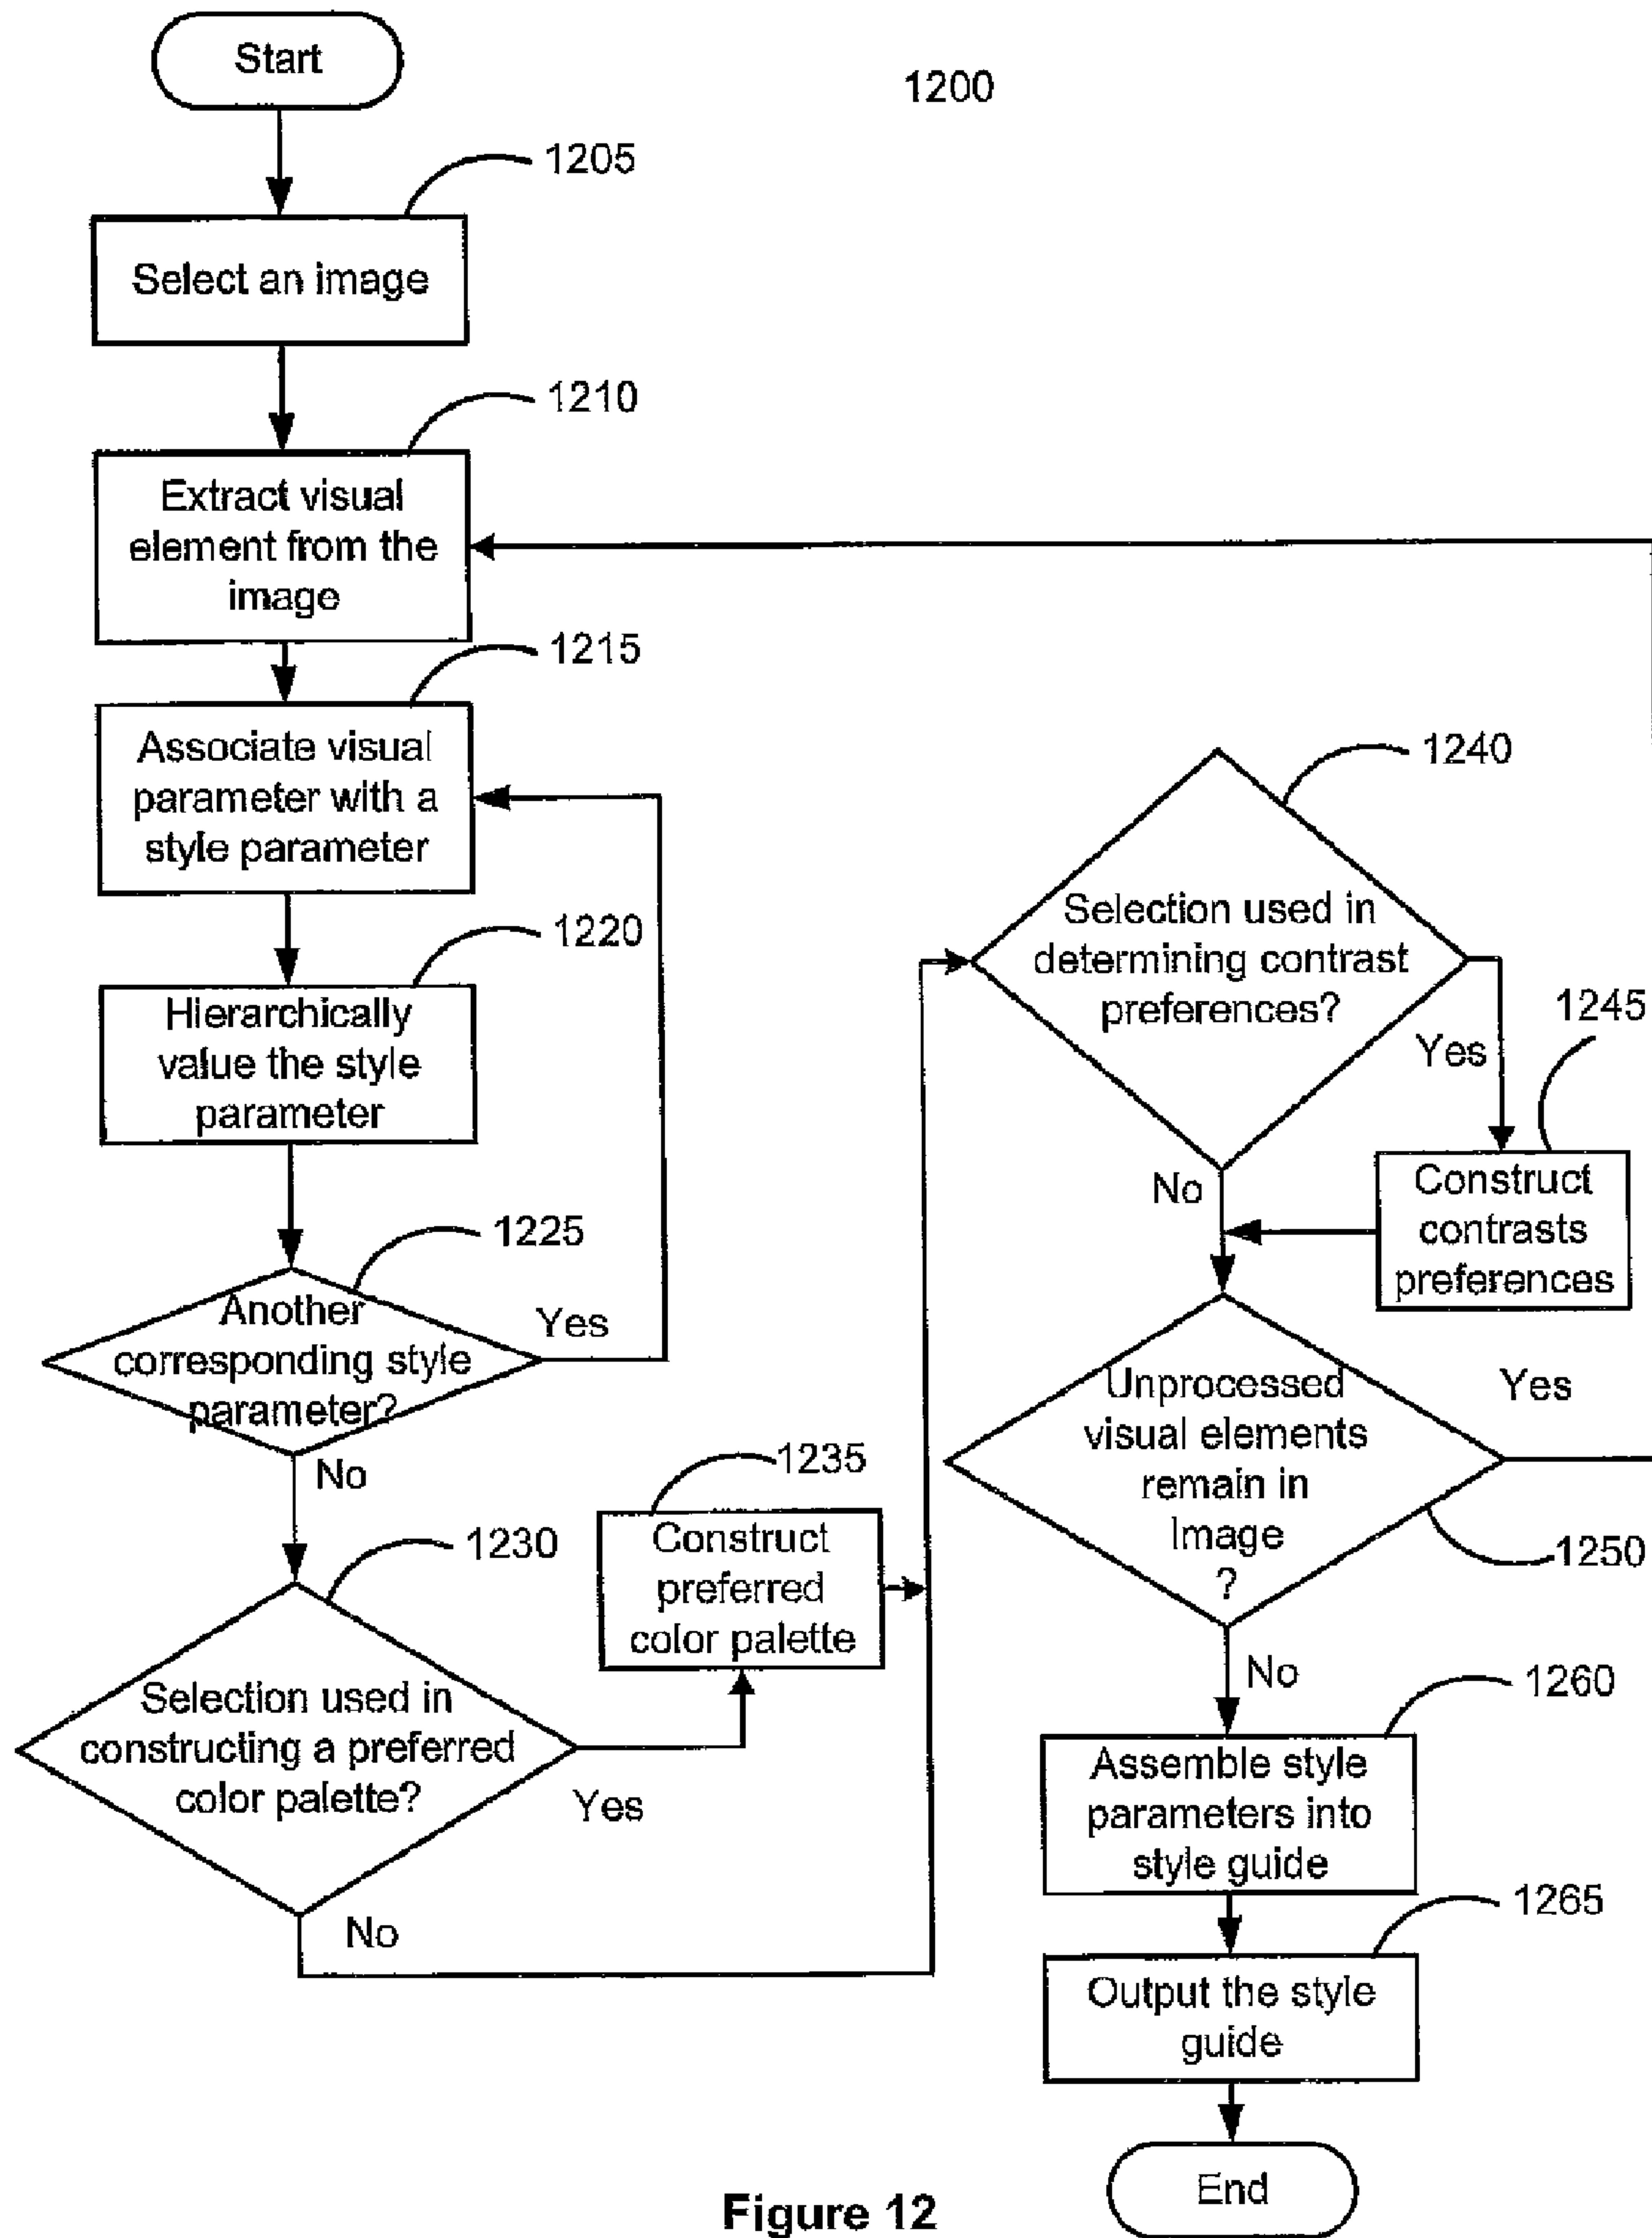 Start
1200
1205
Select an image
1210
Extract visual
element from the
image
1215
Associate visual
parameter with a
style parameter
1220
Hierarchically
value the style
parameter
1225
Another
corresponding style
parameter?
Yes
No
1230
Selection used in
constructing a preferred
color palette?
Yes
No
1235
Construct
preferred
color palette
1240
Selection used in
determining contrast
preferences?
Yes
No
1245
Construct
contrasts
preferences
Unprocessed
visual elements
remain in
Image
?
Yes
1250
No
1260
Assemble style
parameters into
style guide
1265
Output the style
guide
End
Figure 12